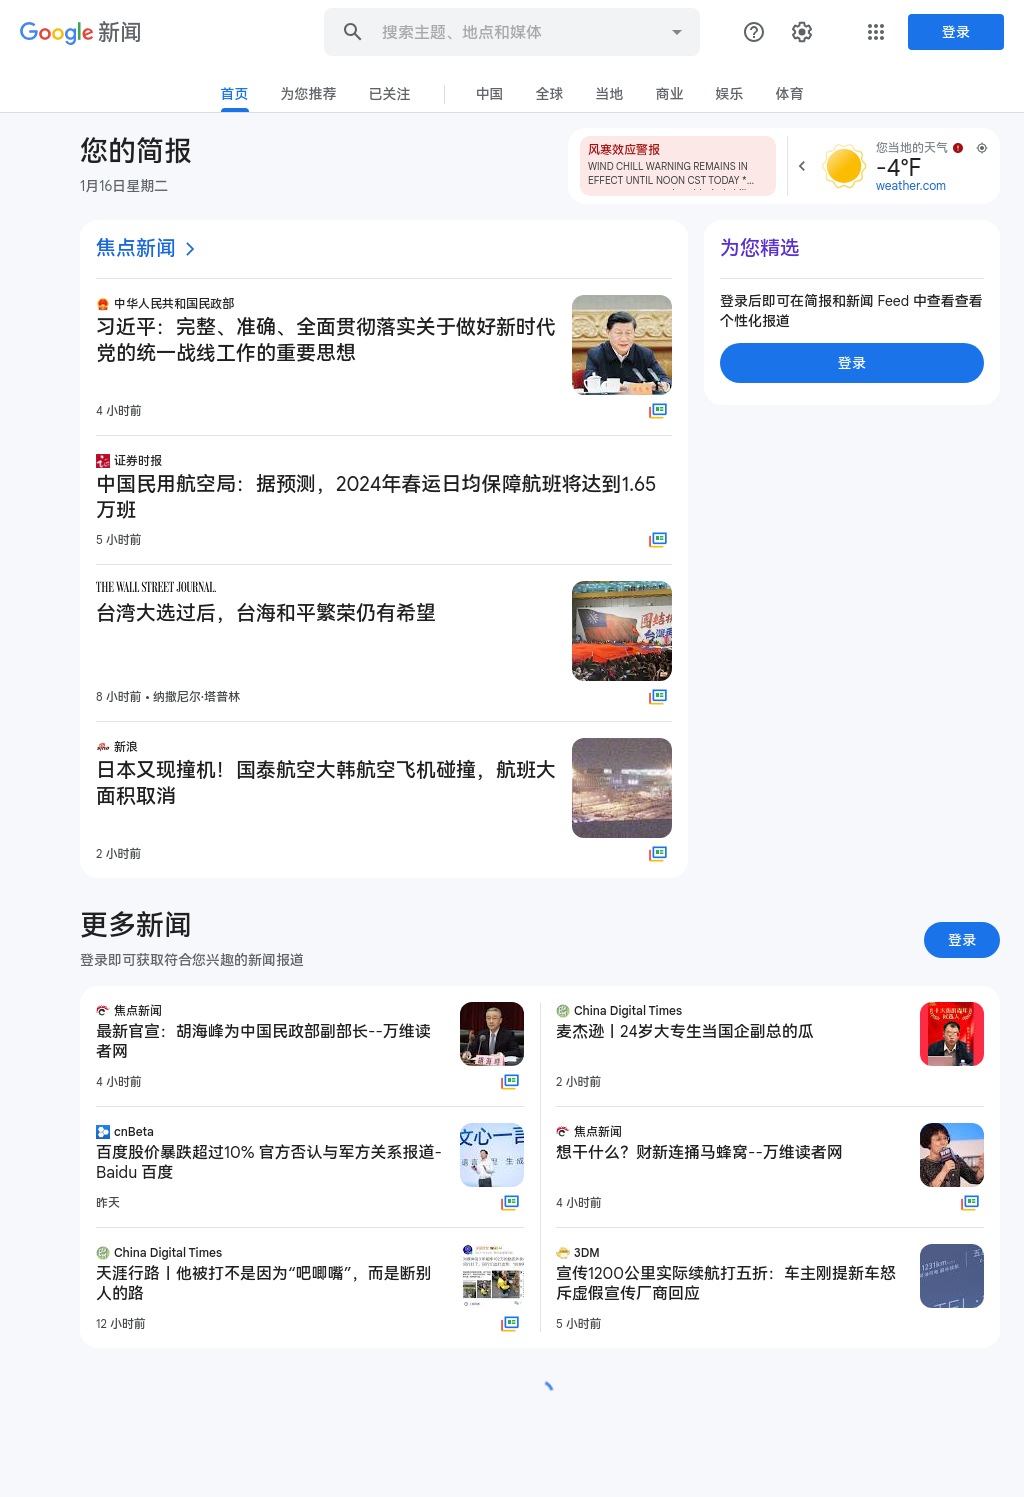 Google 新闻
搜索主题、地点和媒体
登录
首页 为您推荐 已关注 中国 全球 当地 商业 娱乐 体育
您的简报
1月16日星期二
风寒效应警报
WIND CHILL WARNING REMAINS IN
EFFECT UNTIL NOON CST TODAY *...
您当地的天气
-4°F
weather.com
焦点新闻
中华人民共和国民政部
习近平：完整、准确、全面贯彻落实关于做好新时代
党的统一战线工作的重要思想
4 小时前
证券时报
中国民用航空局：据预测，2024年春运日均保障航班将达到1.65
万班
5 小时前
THE WALL STREET JOURNAL.
台湾大选过后，台海和平繁荣仍有希望
8 小时前 • 纳撒尼尔·塔普林
新浪
日本又现撞机！国泰航空大韩航空飞机碰撞，航班大
面积取消
2 小时前
为您精选
登录后即可在简报和新闻 Feed 中查看查看
个性化报道
登录
更多新闻
登录即可获取符合您兴趣的新闻报道
登录
焦点新闻
最新官宣：胡海峰为中国民政部副部长--万维读
者网
4 小时前
cnBeta
百度股价暴跌超过10% 官方否认与军方关系报道-
Baidu 百度
文心一言
昨天
China Digital Times
天涯行路丨他被打不是因为“吧唧嘴”，而是断别
人的路
12 小时前
China Digital Times
麦杰逊丨24岁大专生当国企副总的瓜
2 小时前
焦点新闻
想干什么？财新连捅马蜂窝--万维读者网
4 小时前
3DM
宣传1200公里实际续航打五折：车主刚提新车怒
斥虚假宣传厂商回应
1231km
5 小时前